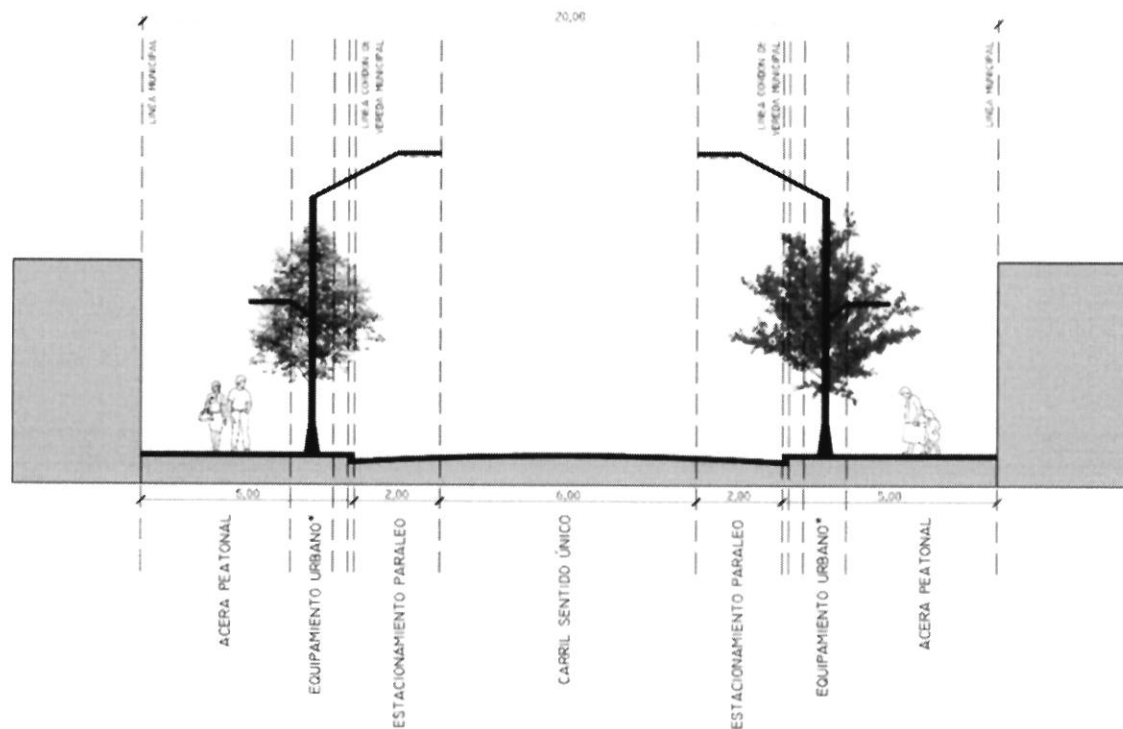 20,00
LINEA MUNICIPAL
LINEA CORDON DE
VEREDA MUNICIPAL
LINEA CORDON DE
VEREDA MUNICIPAL
LINEA MUNICIPAL
5,00
2,00
6,00
2,00
5,00
ACERA PEATONAL
EQUIPAMIENTO URBANO*
ESTACIONAMIENTO PARALEO
CARRIL SENTIDO ÚNICO
ESTACIONAMIENTO PARALEO
EQUIPAMIENTO URBANO*
ACERA PEATONAL